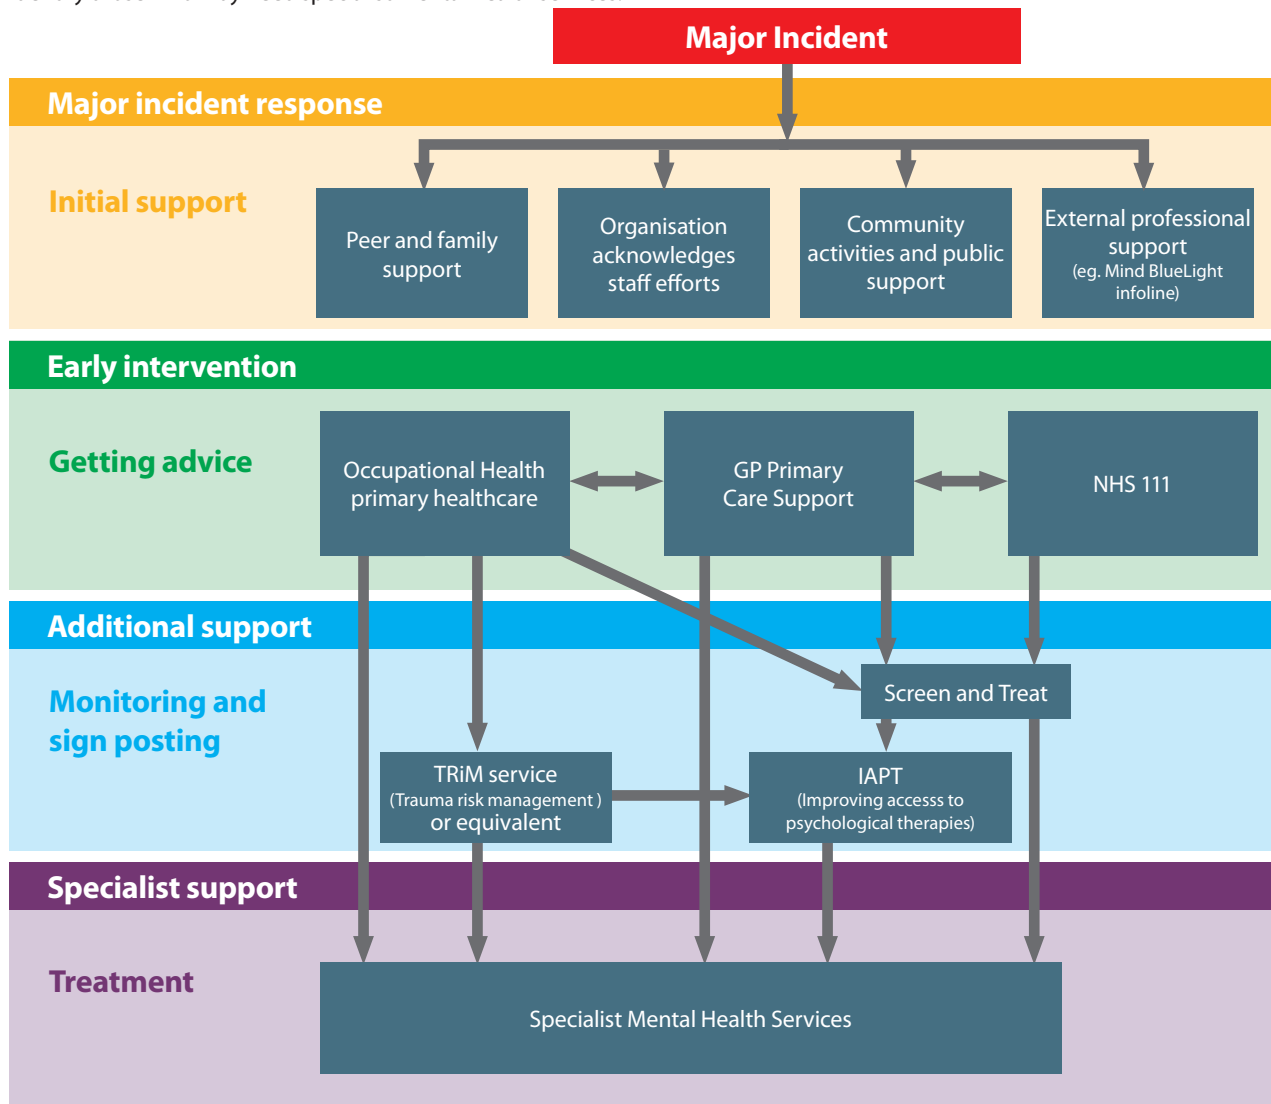 Major Incident
Major incident response
Initial support
Peer and family
support
Organisation
acknowledges
staff efforts
Community
activities and public
support
External professional
support
(eg. Mind BlueLight
infoline)
Early intervention
Getting advice
Occupational Health
primary healthcare
GP Primary
Care Support
NHS 111
Additional support
Monitoring and
sign posting
Screen and Treat
TRiM service
(Trauma risk management )
or equivalent
IAPT
(Improving accesss to
psychological therapies)
Specialist support
Treatment
Specialist Mental Health Services